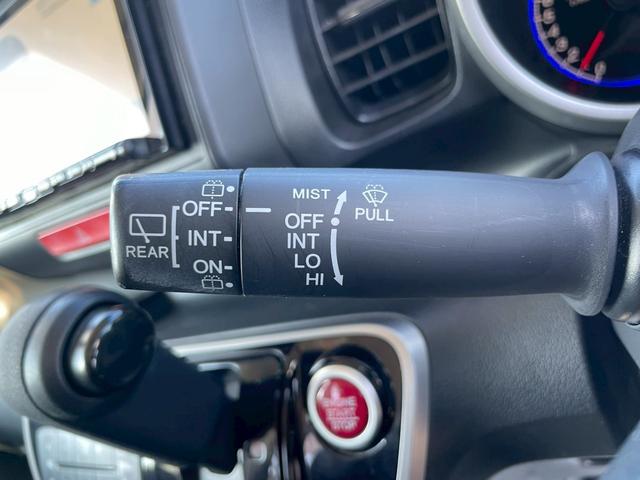 MIST
OFF OFF PULL
REAR INT INT
ON LO
HI
ENGINE
START
STOP